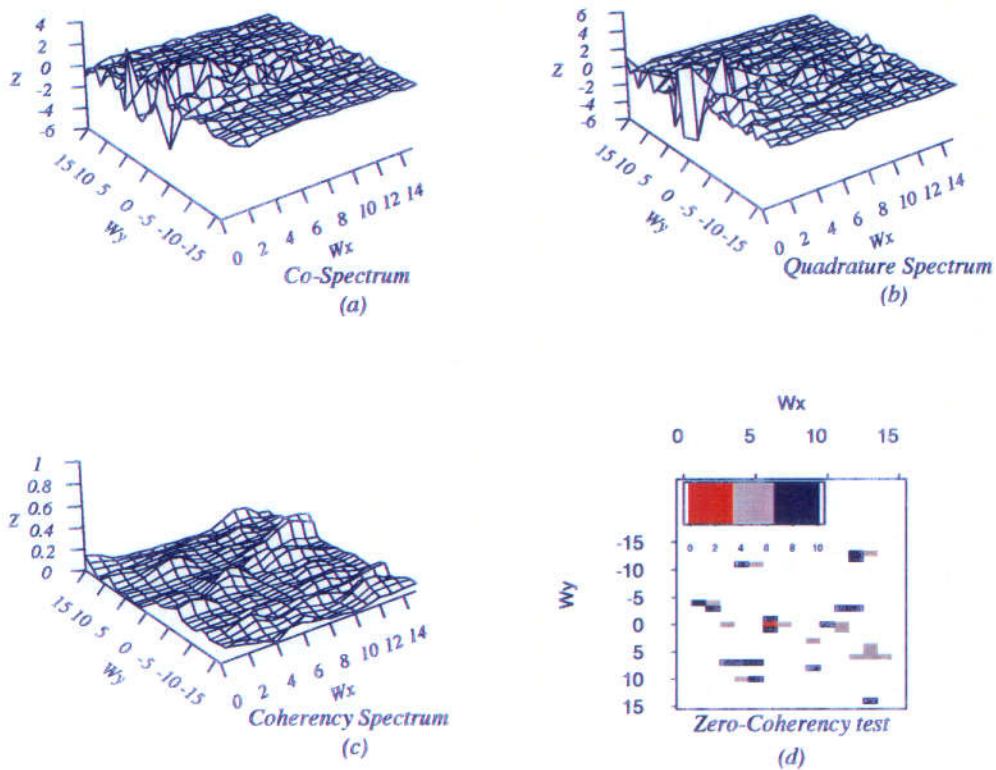 4
2
0
Z
-2
-4
-6
15 10 5 0 -5 -10 -15
Wy
0 2 4 6 8 10 12 14
Wx
Co-Spectrum
(a)
6
4
2
0
Z
-2
-4
-6
15 10 5 0 -5 -10 -15
Wy
0 2 4 6 8 10 12 14
Wx
Quadrature Spectrum
(b)
1
0.8
0.6
Z
0.4
0.2
0
15 10 5 0 -5 -10 -15
Wy
0 2 4 6 8 10 12 14
Wx
Coherency Spectrum
(c)
Wx
0 5 10 15
0 2 4 6 8 10
-15
-10
-5
Wy
0
5
10
15
Zero-Coherency test
(d)